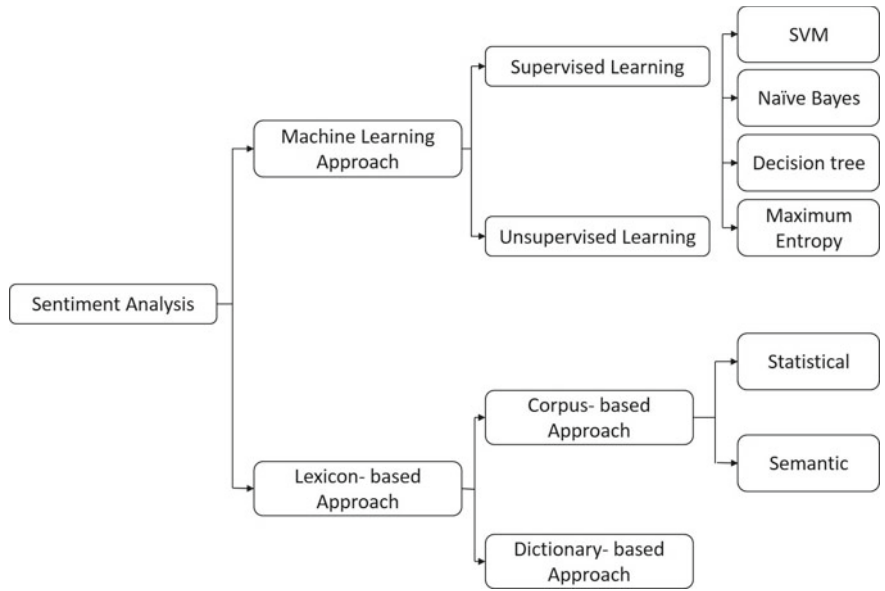 SVM
Supervised Learning
Naïve Bayes
Machine Learning
Approach
Decision tree
Unsupervised Learning
Maximum
Entropy
Sentiment Analysis
Statistical
Corpus- based
Approach
Lexicon- based
Approach
Semantic
Dictionary- based
Approach